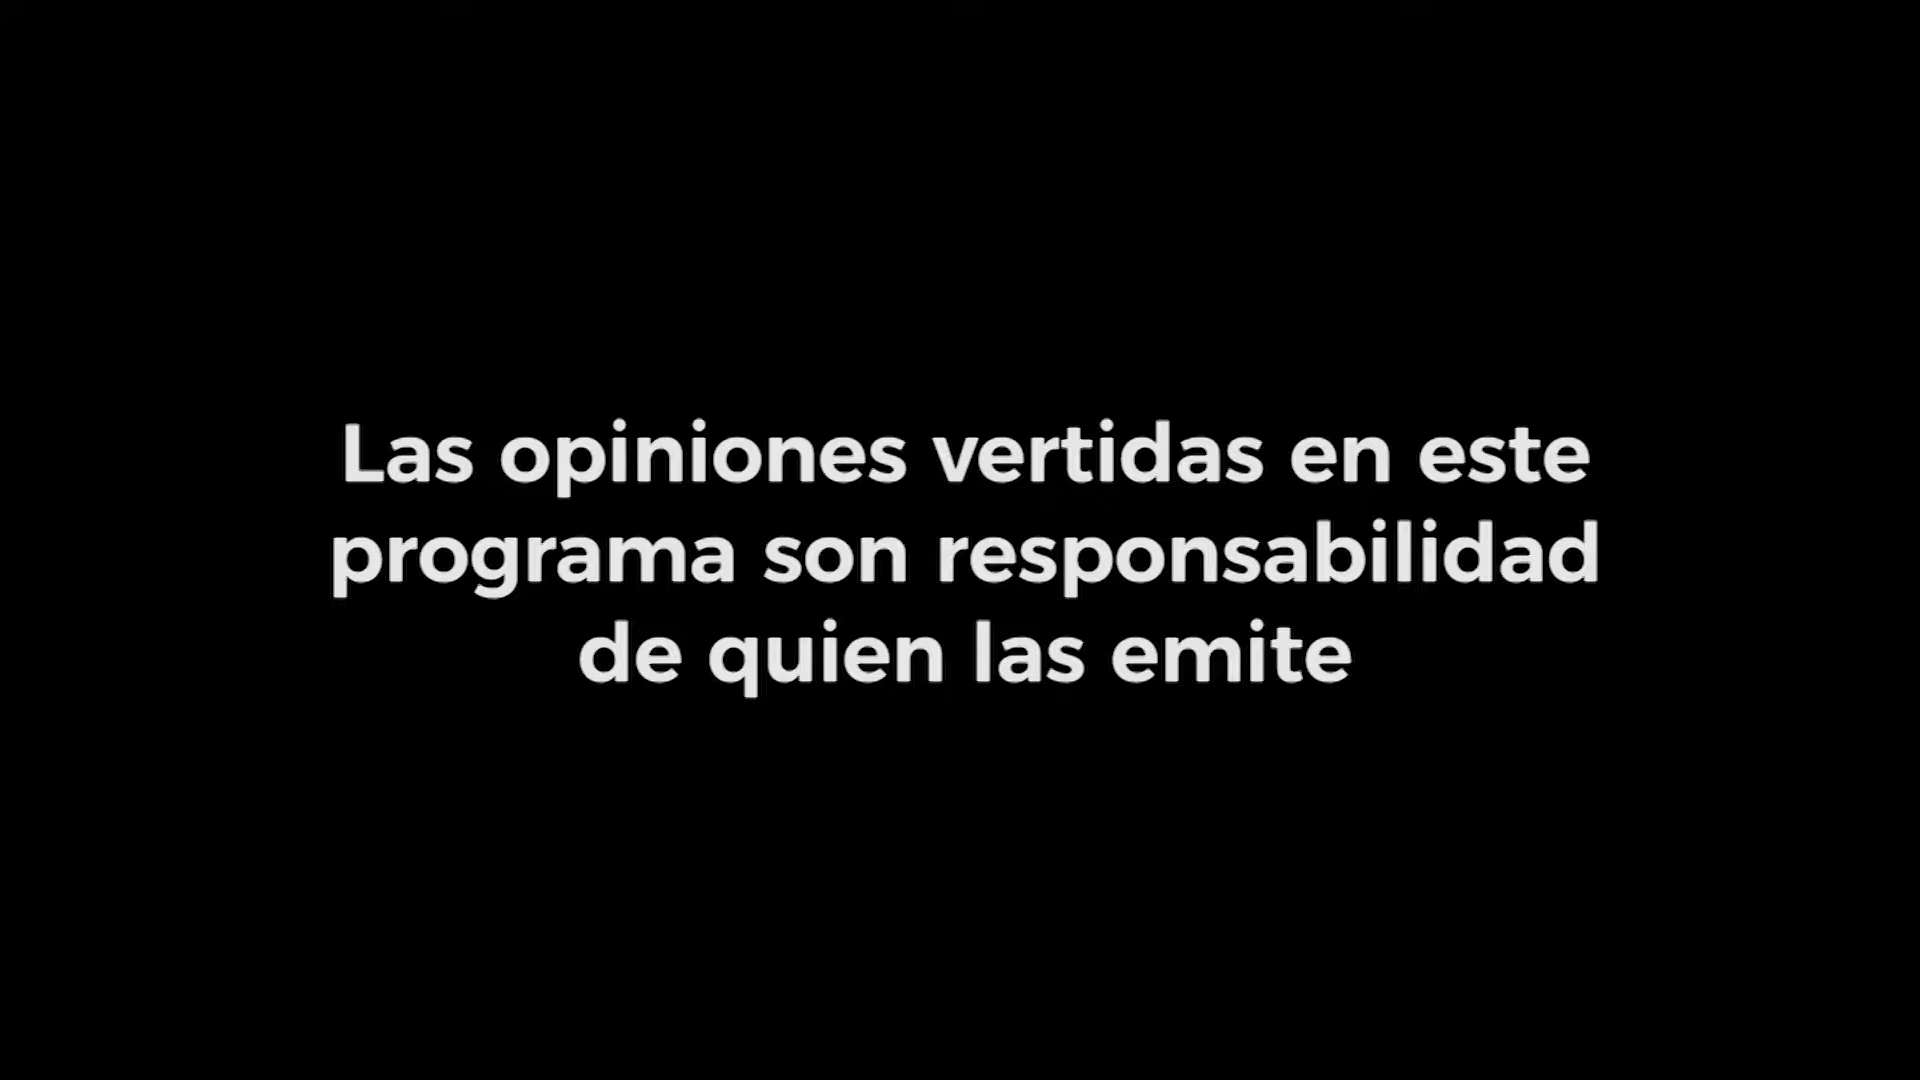 Las opiniones vertidas en este
programa son responsabilidad
de quien las emite